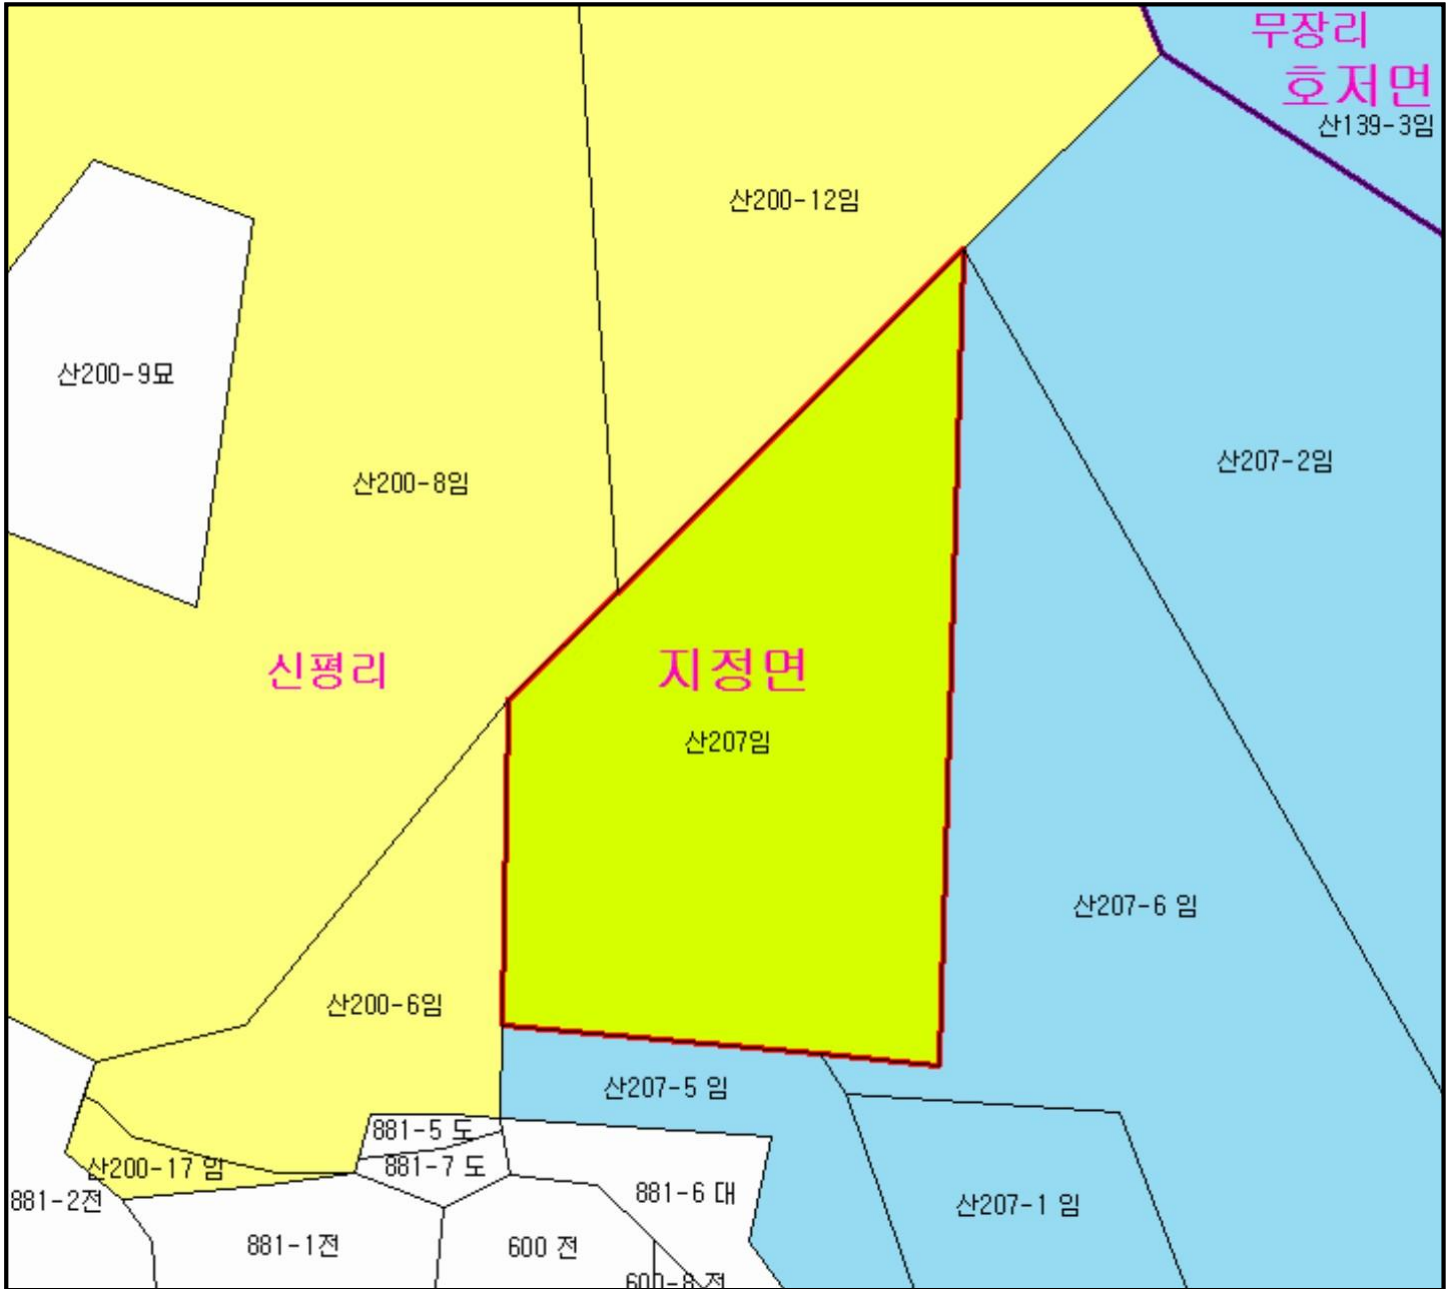 무장리
호저면
산139-3임
산200-12임
산200-9묘
산200-8임
산207-2임
신평리
지정면
산207임
산207-6 임
산200-6임
산207-5 임
881-5 도
881-7 도
산200-17 임
881-2전
881-6 대
산207-1 임
881-1전
600 전
600-8 전